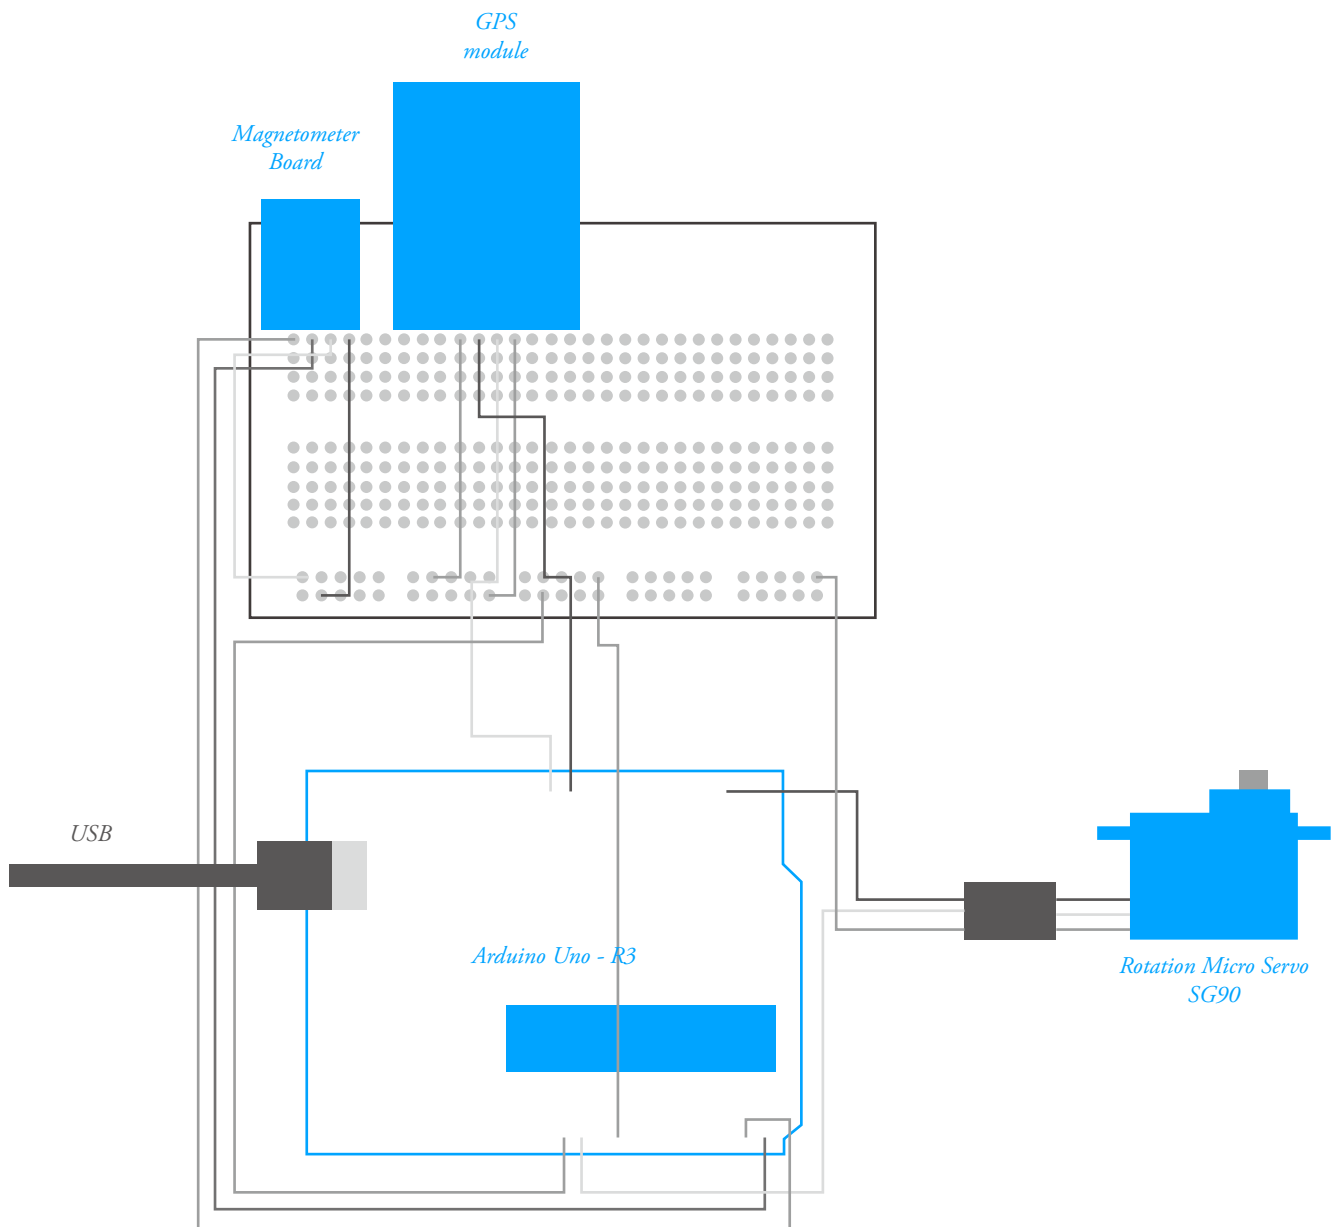 GPS
module
Magnetometer
Board
USB
Arduino Uno - R3
Rotation Micro Servo
SG90